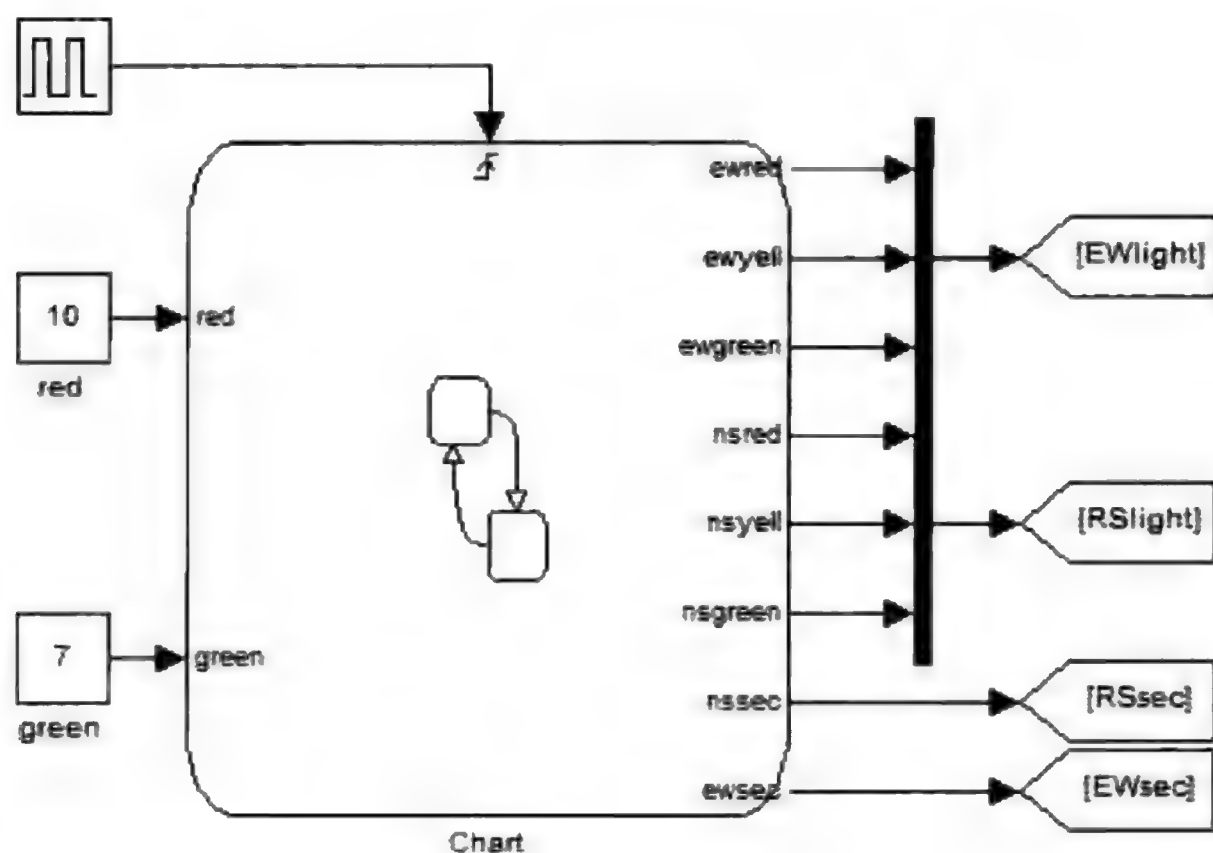 ewred
ewyell
[EWlight]
10
red
red
ewgreen
nsred
nsyell
[RSlight]
nsgreen
7
green
green
nssec
[RSsec]
ewsec
[EWsec]
Chart